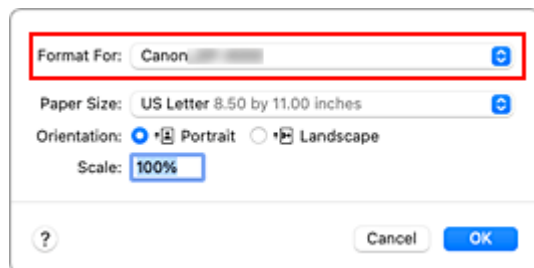 Format For: Canon
Paper Size: US Letter 8.50 by 11.00 inches
Orientation: Portrait Landscape
Scale: 100%
? Cancel OK